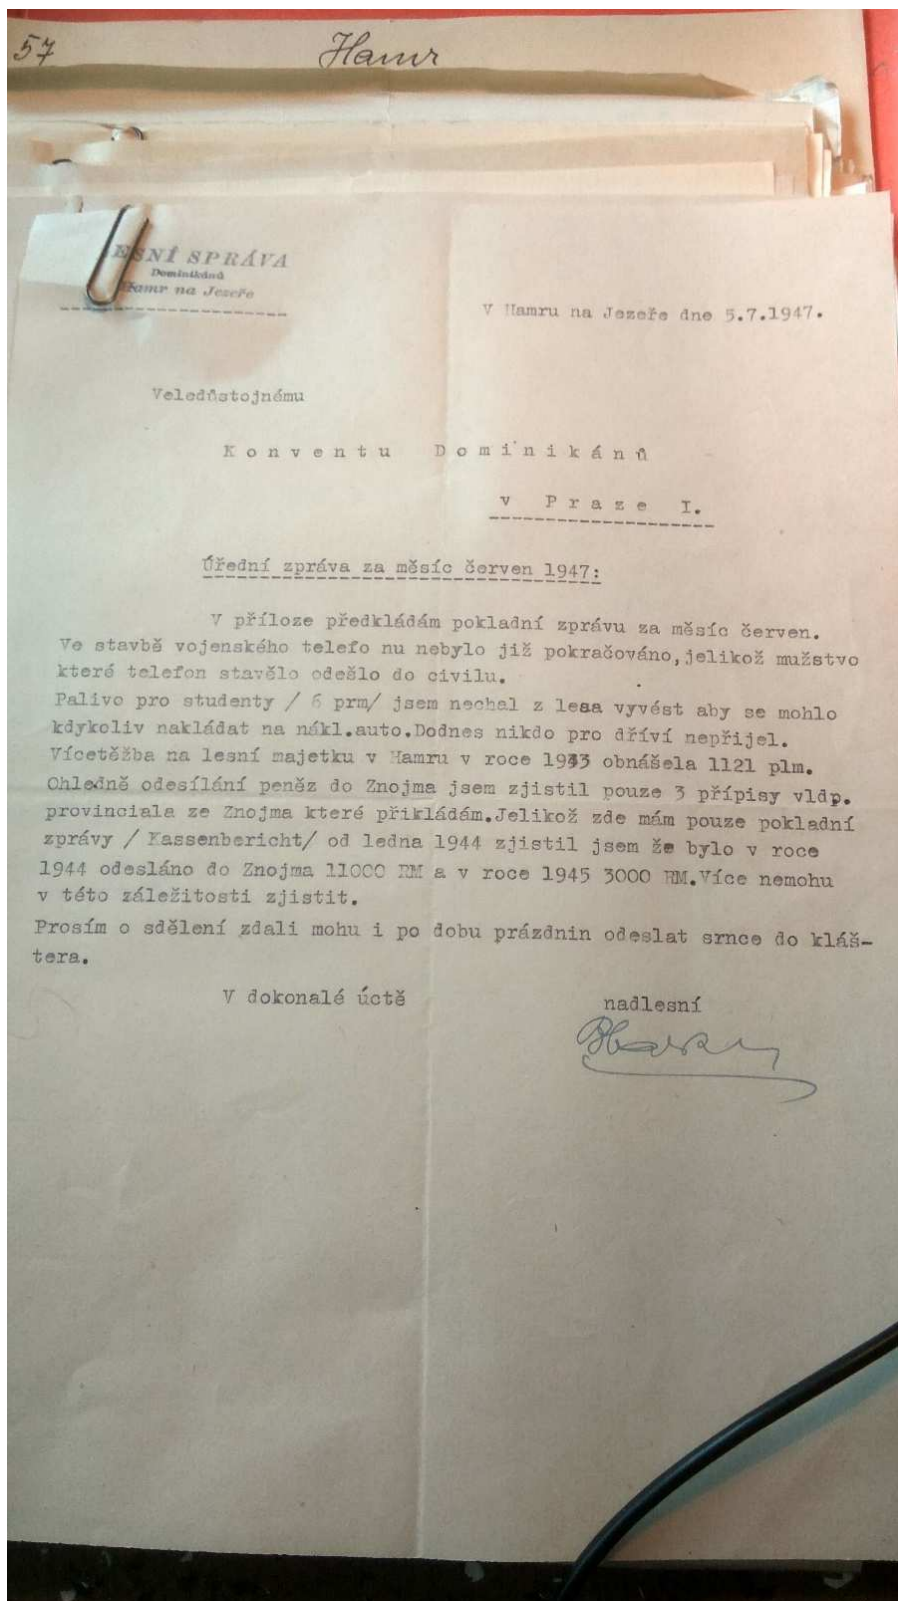 57 Hamr
ESNÍ SPRÁVA
Dominikánů
Hamr na Jezeře
V Hamru na Jezeře dne 5.7.1947.
Veledůstojnému
Konventu Dominikánů
v Praze I.
Úřední zpráva za měsíc červen 1947:
V příloze předkládám pokladní zprávu za měsíc červen.
Ve stavbě vojenského telefo nu nebylo již pokračováno,jelikož mužstvo
které telefon stavělo odešlo do civilu.
Palivo pro studenty / 6 prm/ jsem nechal z lesa vyvést aby se mohlo
kdykoliv nakládat na nákl.auto.Dodnes nikdo pro dříví nepřijel.
Vícetěžba na lesní majetku v Hamru v roce 1943 obnášela 1121 plm.
Ohledně odesílání peněz do Znojma jsem zjistil pouze 3 přípisy vldp.
provinciala ze Znojma které přikládám.Jelikož zde mám pouze pokladní
zprávy / Kassenbericht/ od ledna 1944 zjistil jsem že bylo v roce
1944 odesláno do Znojma 11000 RM a v roce 1945 3000 RM.Více nemohu
v této záležitosti zjistit.
Prosím o sdělení zdali mohu i po dobu prázdnin odeslat srnce do kláš-
tera.
V dokonalé úctě
nadlesní